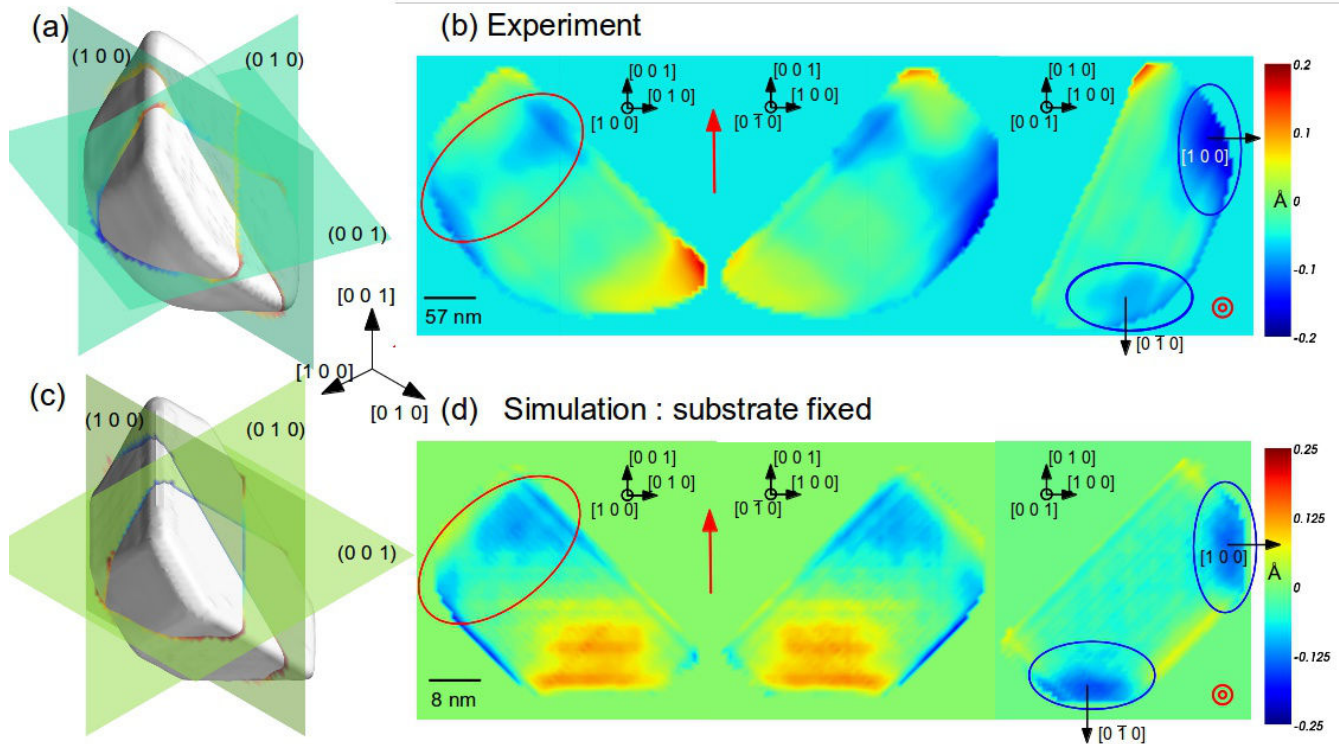 (a)
(1 0 0)
(0 1 0)
(0 0 1)
[0 0 1]
[1 0 0]
[0 1 0]
(b) Experiment
[0 0 1]
[0 1 0]
[1 0 0]
57 nm
[0 0 1]
[1 0 0]
[0 1̅ 0]
[0 1 0]
[1 0 0]
[0 0 1]
[1 0 0]
[0 1̅ 0]
0.2
0.1
Å
0
-0.1
-0.2
(c)
(1 0 0)
(0 1 0)
(0 0 1)
(d) Simulation : substrate fixed
[0 0 1]
[0 1 0]
[1 0 0]
8 nm
[0 0 1]
[1 0 0]
[0 1̅ 0]
[0 1 0]
[1 0 0]
[0 0 1]
[1 0 0]
[0 1̅ 0]
0.25
0.125
Å
0
-0.125
-0.25